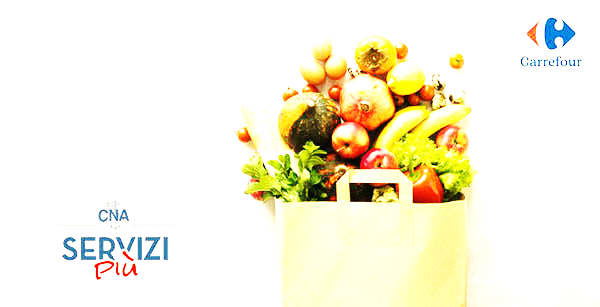 Carrefour
CNA
SERVIZI
più